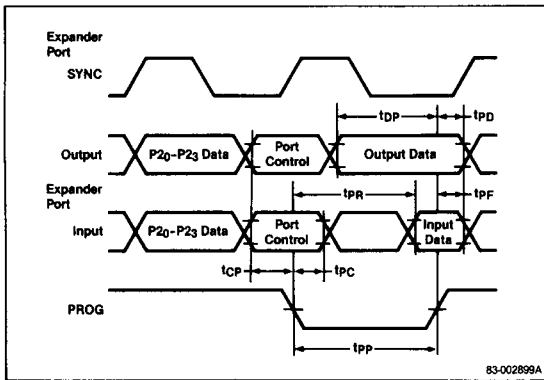 Expander
Port
SYNC
tDP
tPD
Output
P20-P23 Data
Port
Control
Output Data
Expander
Port
tPR
tPF
Input
P20-P23 Data
Port
Control
Input
Data
tCP
tPC
PROG
tPP
83-002899A